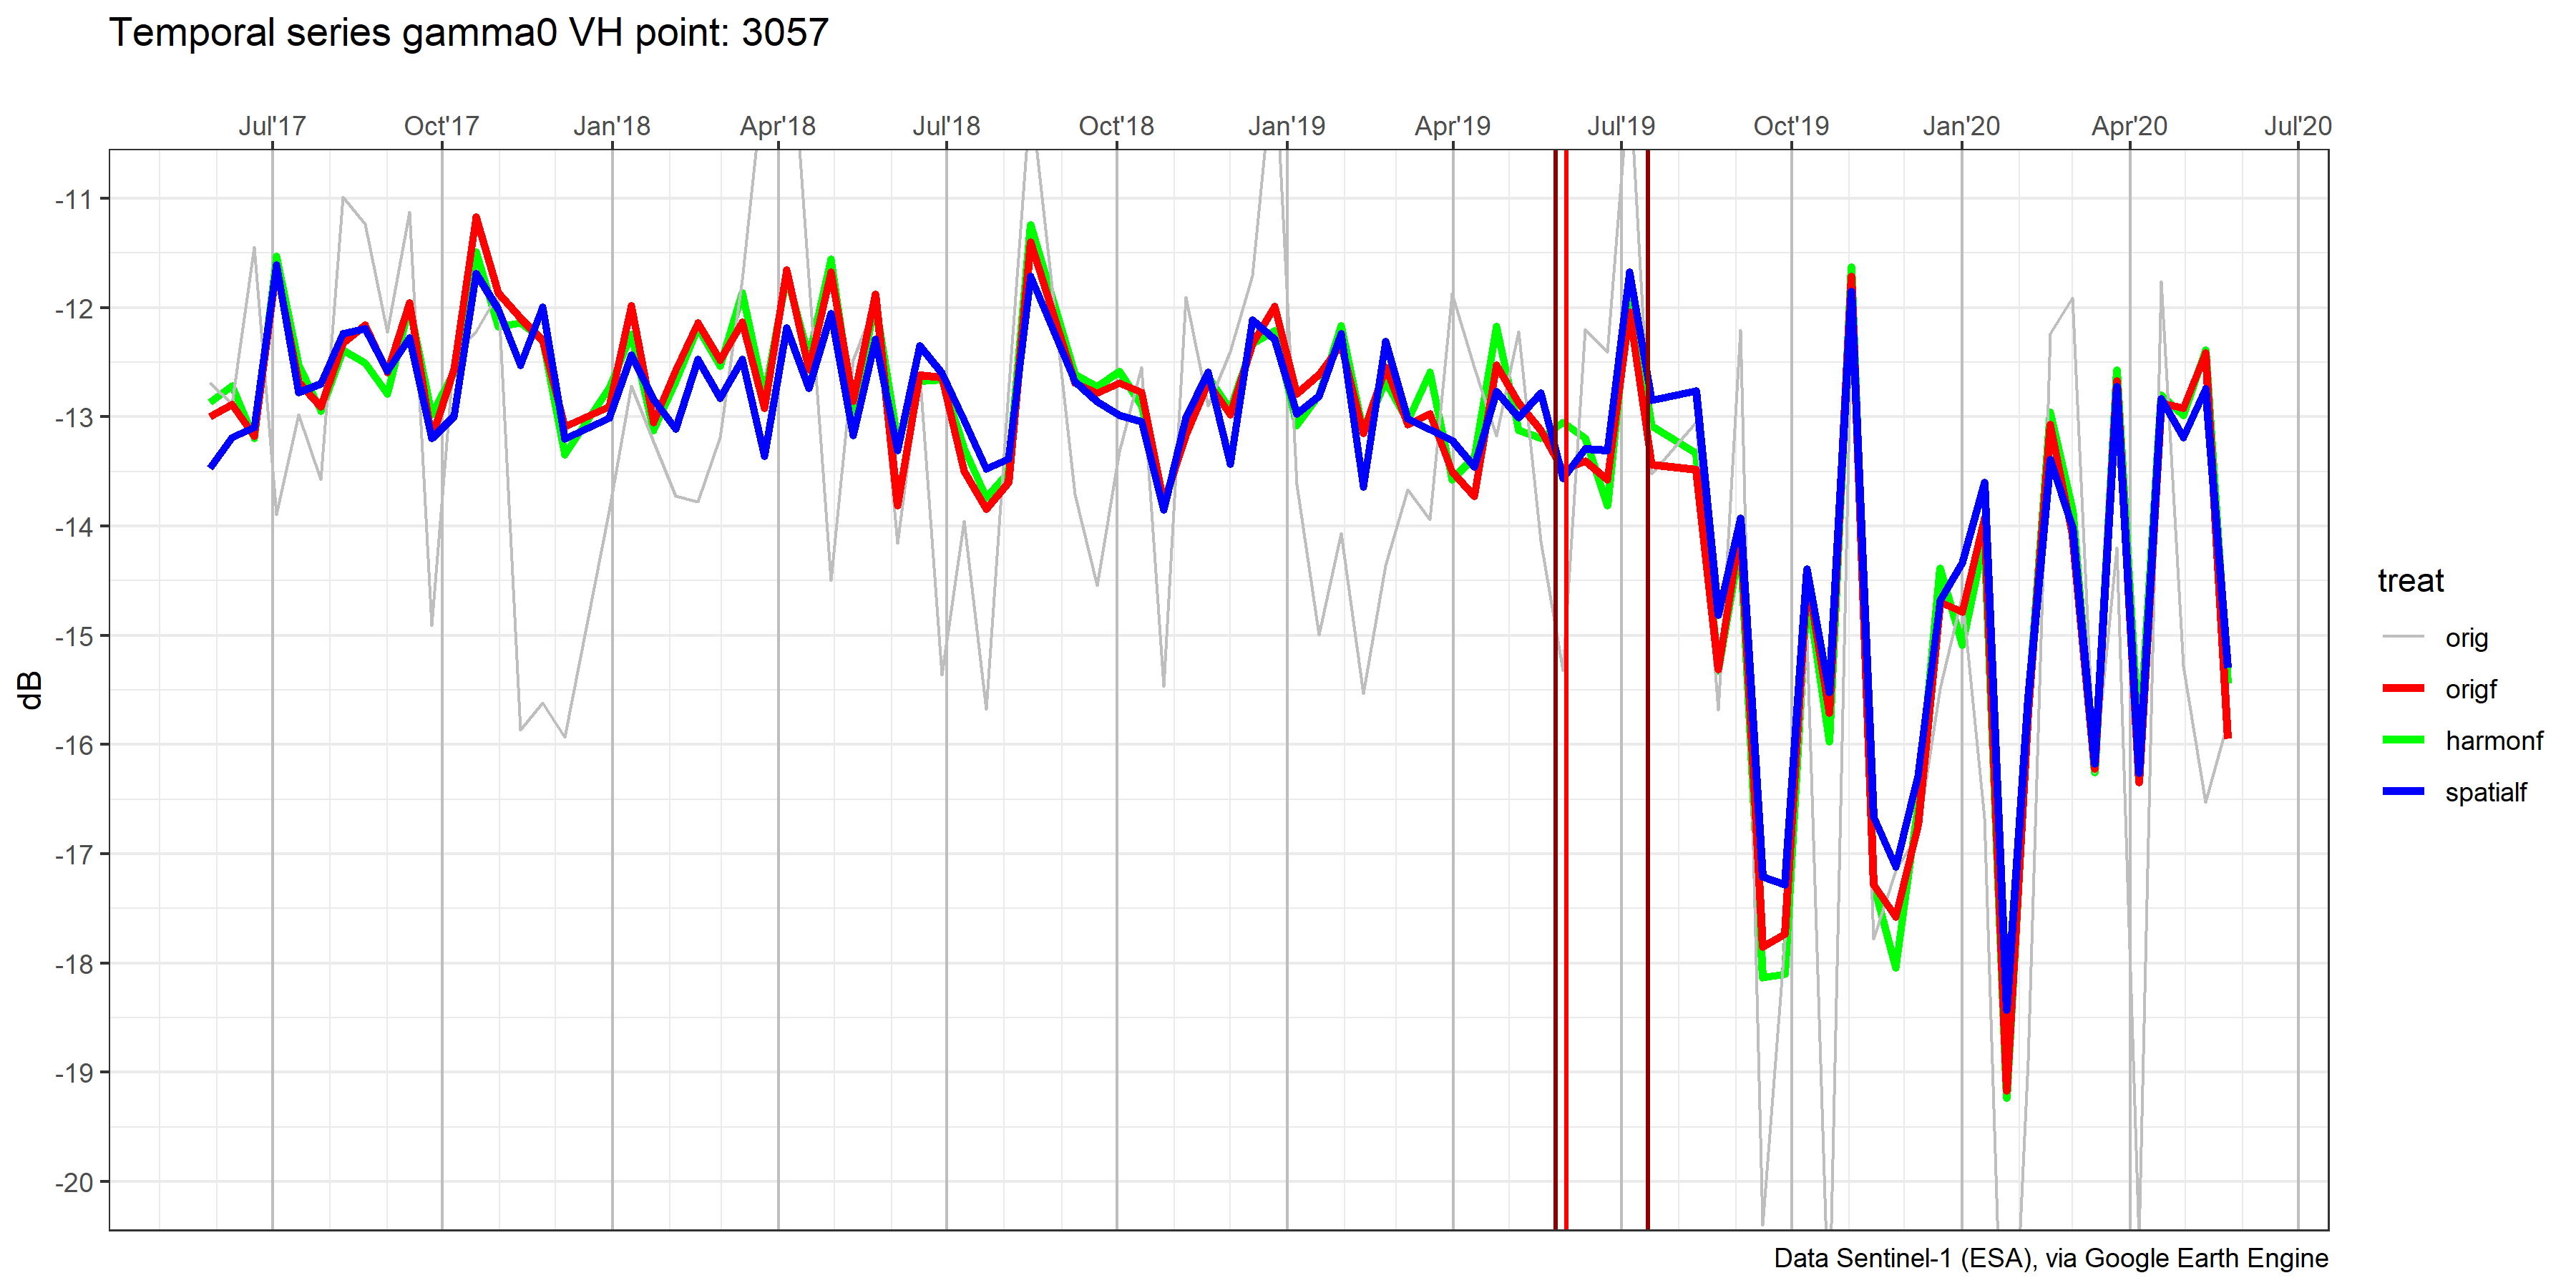 Temporal series gamma0 VH point: 3057
Jul'17 Oct'17 Jan'18 Apr'18 Jul'18 Oct'18 Jan'19 Apr'19 Jul'19 Oct'19 Jan'20 Apr'20 Jul'20
-11
-12
-13
-14
-15
-16
-17
-18
-19
-20
dB
treat
orig
origf
harmonf
spatialf
Data Sentinel-1 (ESA), via Google Earth Engine